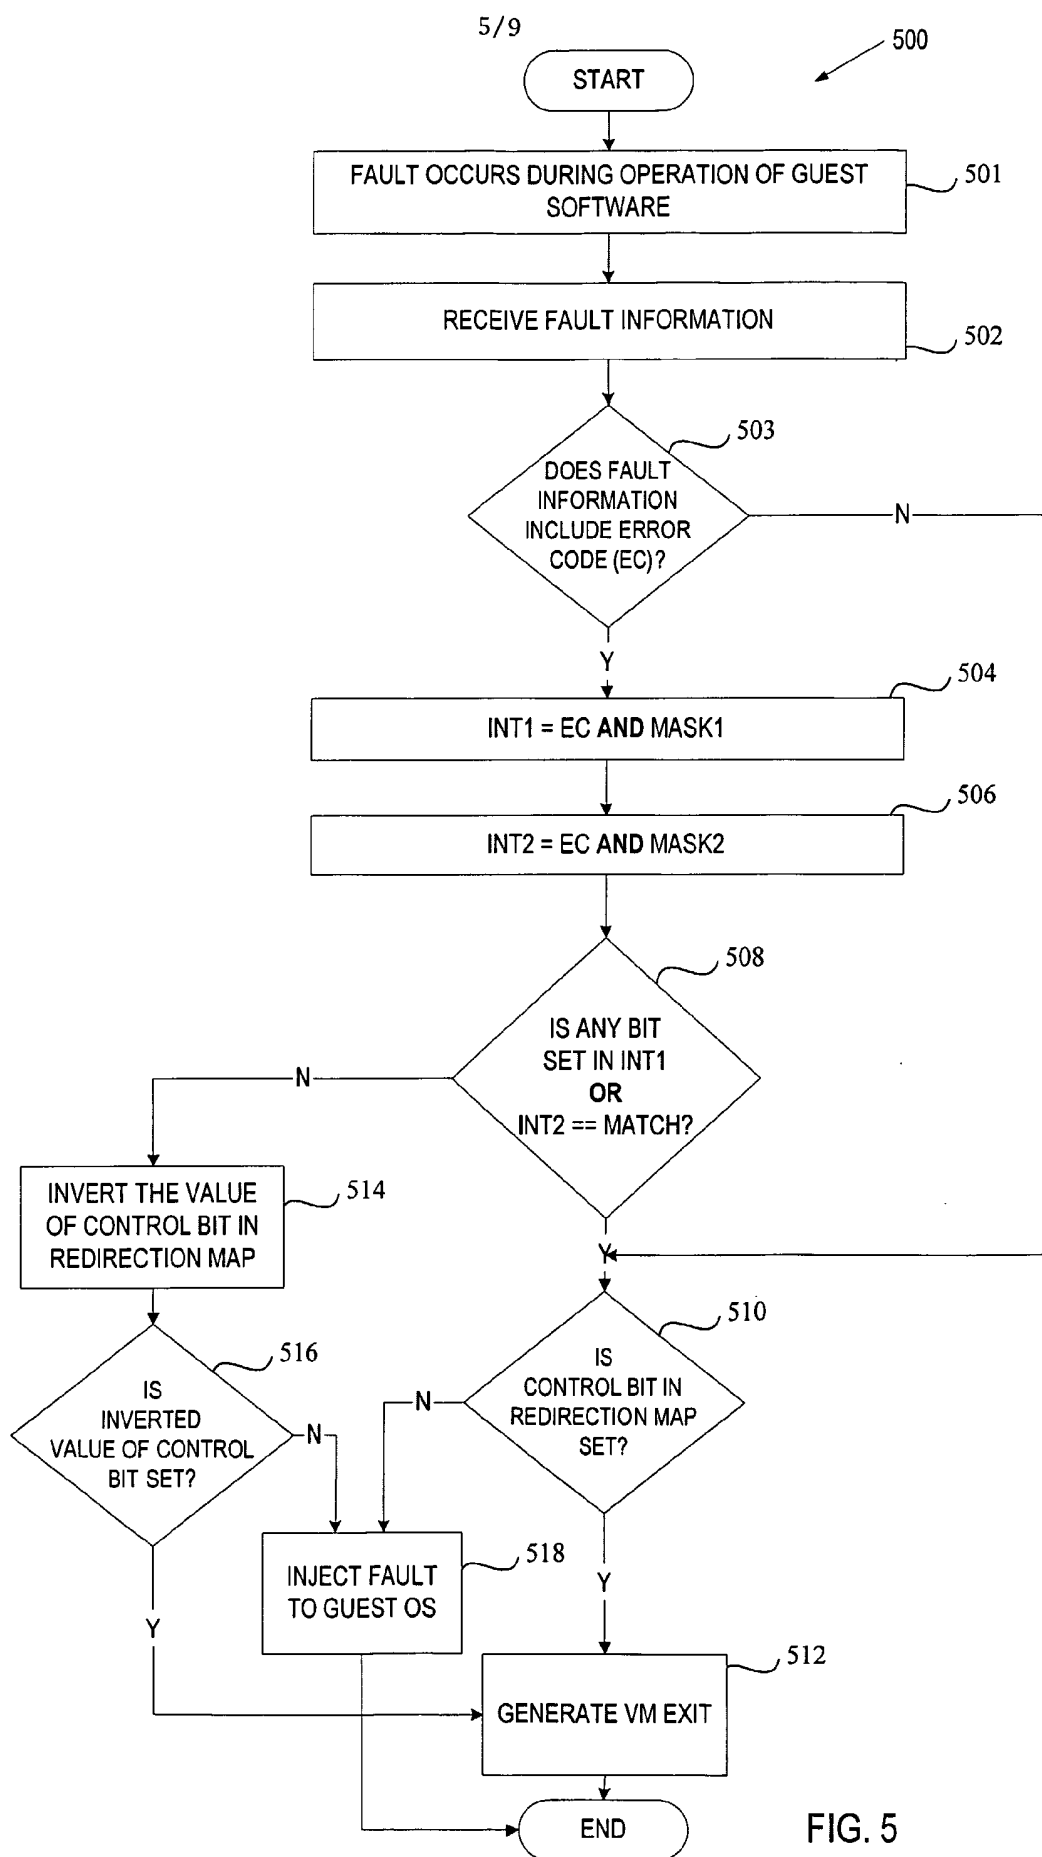 5/9
500
START
FAULT OCCURS DURING OPERATION OF GUEST
SOFTWARE
501
RECEIVE FAULT INFORMATION
502
503
DOES FAULT
INFORMATION
INCLUDE ERROR
CODE (EC)?
N
Y
504
INT1 = EC AND MASK1
506
INT2 = EC AND MASK2
508
IS ANY BIT
SET IN INT1
OR
INT2 == MATCH?
N
INVERT THE VALUE
OF CONTROL BIT IN
REDIRECTION MAP
514
Y
510
IS
CONTROL BIT IN
REDIRECTION MAP
SET?
N
516
IS
INVERTED
VALUE OF CONTROL
BIT SET?
N
INJECT FAULT
TO GUEST OS
518
Y
Y
512
GENERATE VM EXIT
END
FIG. 5